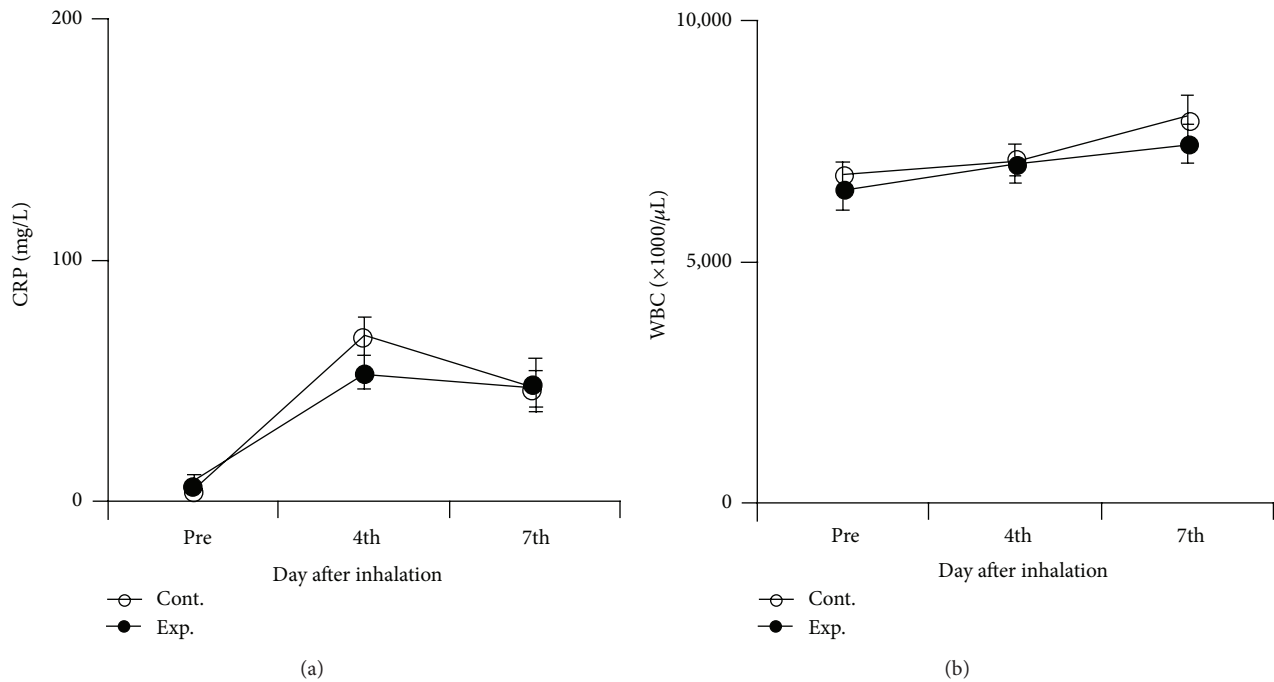 200
100
0
CRP (mg/L)
Pre
4th
7th
Day after inhalation
Cont.
Exp.
(a)
10,000
5,000
0
WBC (×1000/μL)
Pre
4th
7th
Day after inhalation
Cont.
Exp.
(b)